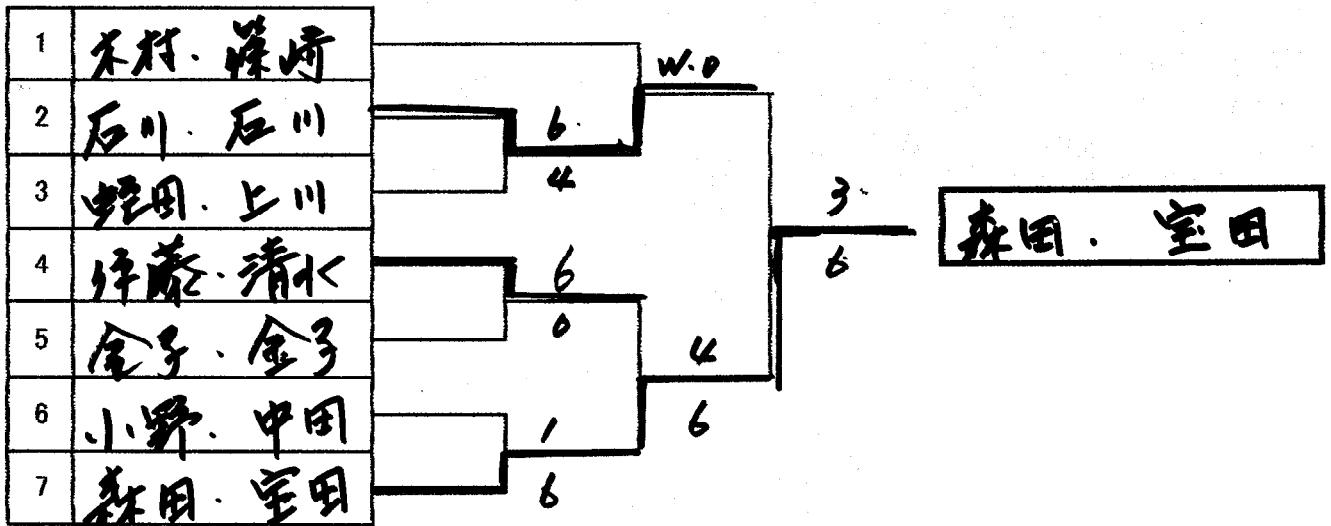 1 木村・篠崎
2 石川・石川
3 蛭田・上川
4 伊藤・清水
5 金子・金子
6 小野・中田
7 森田・宝田
W.O
6
4
6
0
1
6
4
6
3
6
森田・宝田